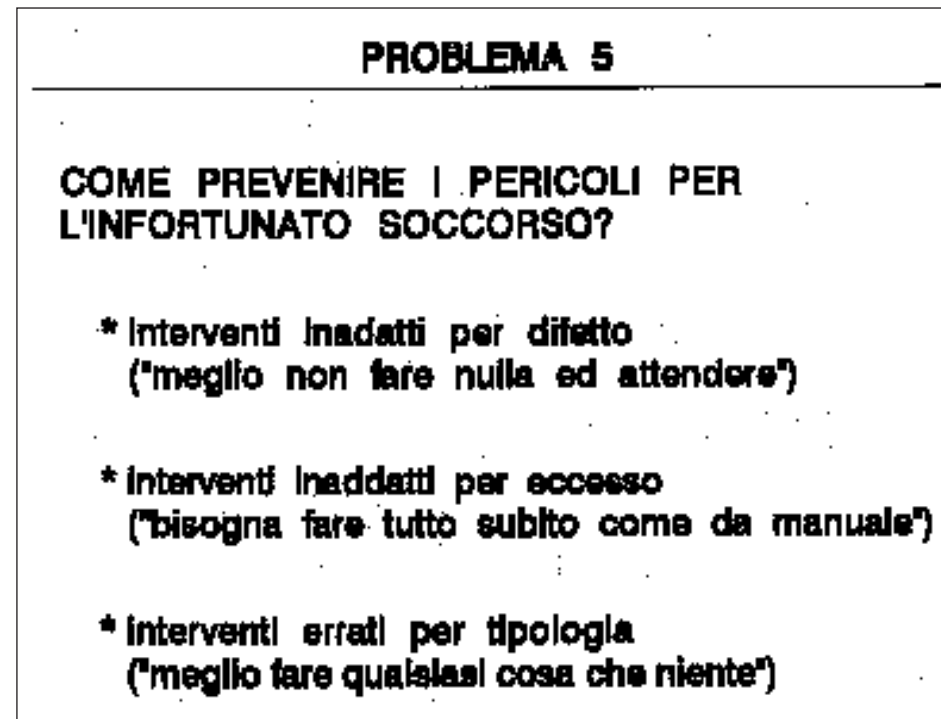 PROBLEMA 5
COME PREVENIRE I PERICOLI PER
L'INFORTUNATO SOCCORSO?
* interventi inadatti per difetto
("meglio non fare nulla ed attendere")
* interventi inaddatti per eccesso
("bisogna fare tutto subito come da manuale")
* interventi errati per tipologia
("meglio fare qualsiasi cosa che niente")